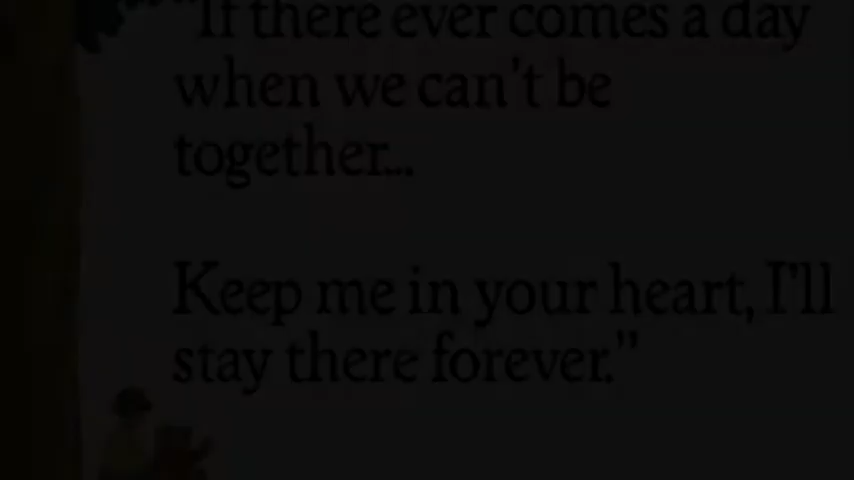 "If there ever comes a day
when we can't be
together...
Keep me in your heart, I'll
stay there forever."